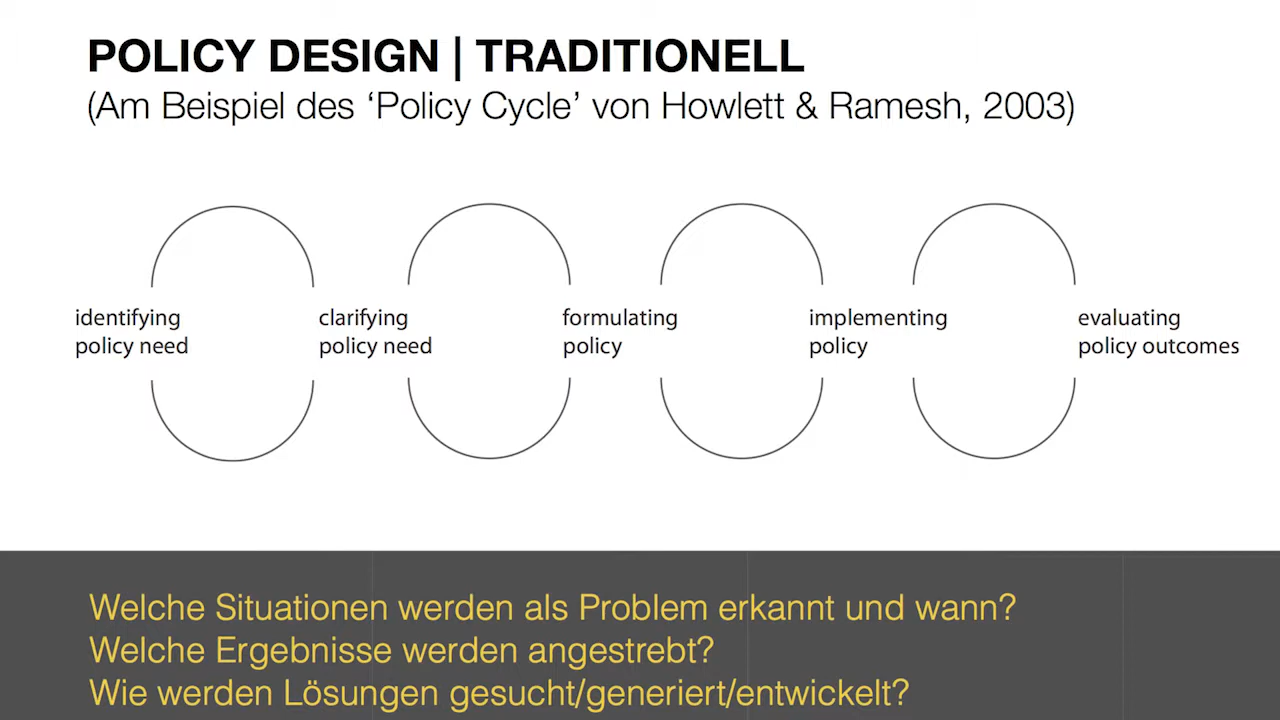 POLICY DESIGN | TRADITIONELL
(Am Beispiel des ‘Policy Cycle’ von Howlett & Ramesh, 2003)
identifying
policy need
clarifying
policy need
formulating
policy
implementing
policy
evaluating
policy outcomes
Welche Situationen werden als Problem erkannt und wann?
Welche Ergebnisse werden angestrebt?
Wie werden Lösungen gesucht/generiert/entwickelt?